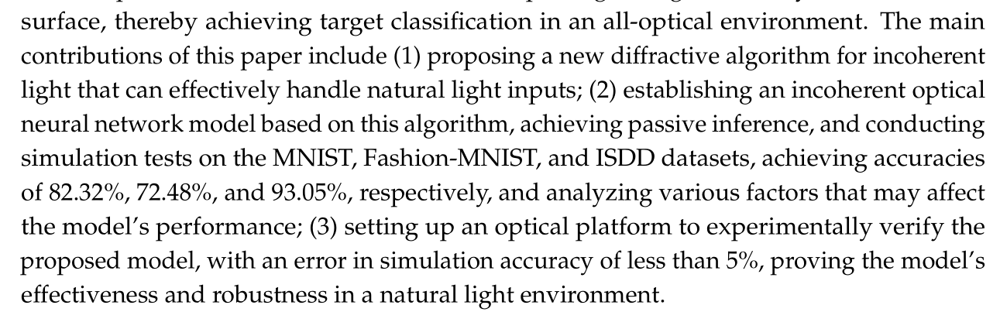 surface, thereby achieving target classification in an all-optical environment. The main
contributions of this paper include (1) proposing a new diffractive algorithm for incoherent
light that can effectively handle natural light inputs; (2) establishing an incoherent optical
neural network model based on this algorithm, achieving passive inference, and conducting
simulation tests on the MNIST, Fashion-MNIST, and ISDD datasets, achieving accuracies
of 82.32%, 72.48%, and 93.05%, respectively, and analyzing various factors that may affect
the model's performance; (3) setting up an optical platform to experimentally verify the
proposed model, with an error in simulation accuracy of less than 5%, proving the model's
effectiveness and robustness in a natural light environment.